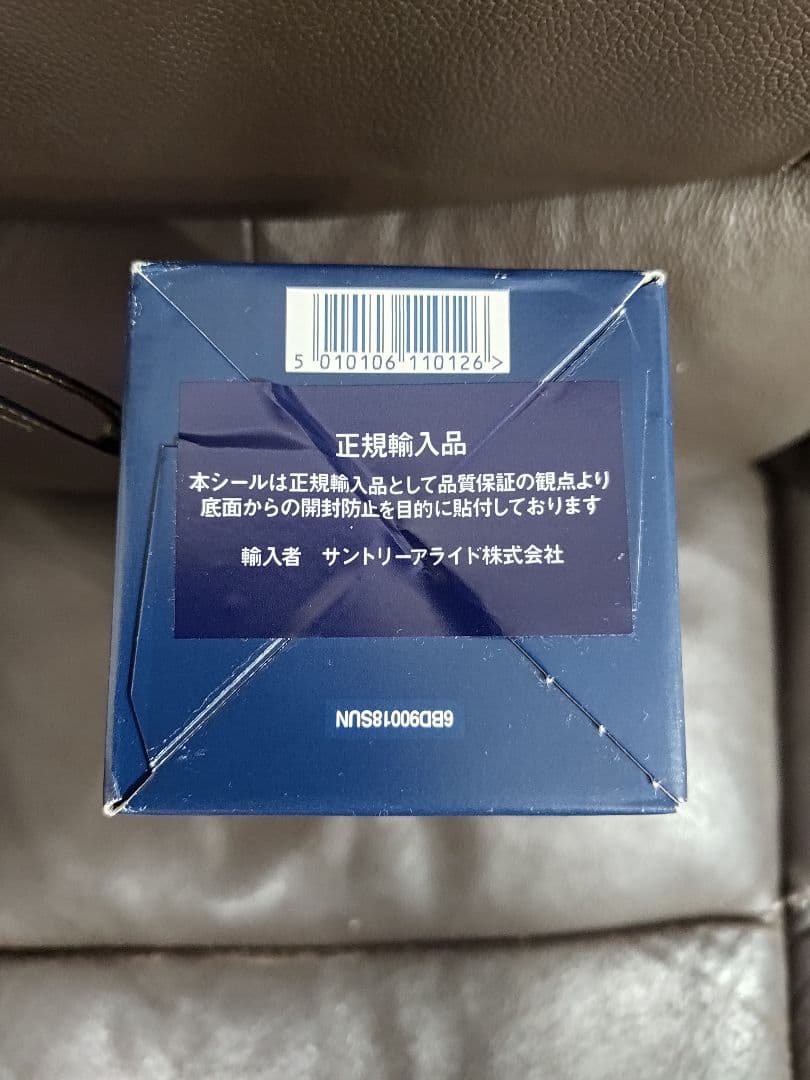 5 010106 110126 >
正規輸入品
本シールは正規輸入品として品質保証の観点より
底面からの開封防止を目的に貼付しております
輸入者 サントリーアライド株式会社
6BD90018SUN